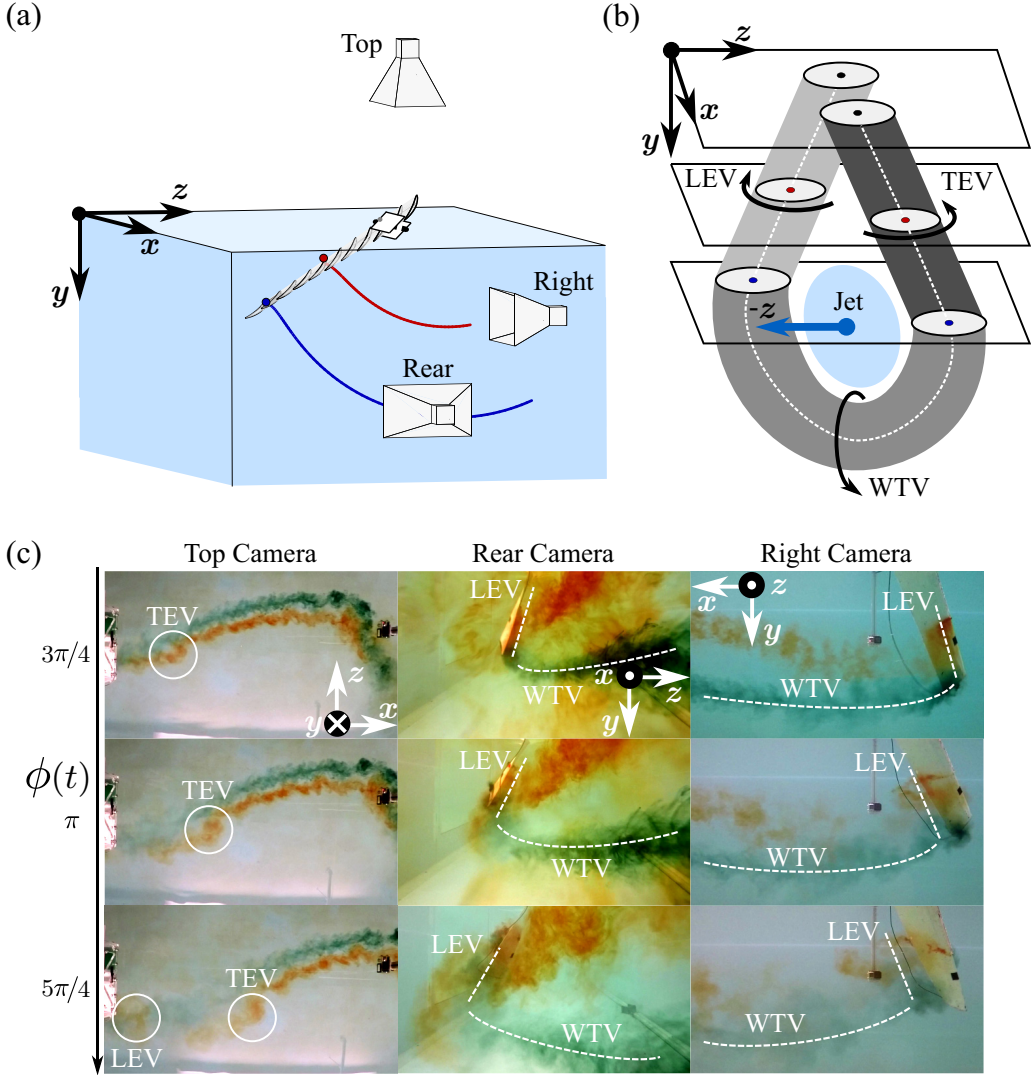 (a)
Top
z
x
y
Right
Rear
(b)
z
x
y
LEV
TEV
-z
Jet
WTV
(c)
Top Camera
Rear Camera
Right Camera
ϕ(t)
3π/4
TEV
z
y
x
LEV
WTV
x
z
y
LEV
x
z
y
WTV
π
TEV
LEV
WTV
LEV
WTV
5π/4
TEV
LEV
LEV
WTV
LEV
WTV